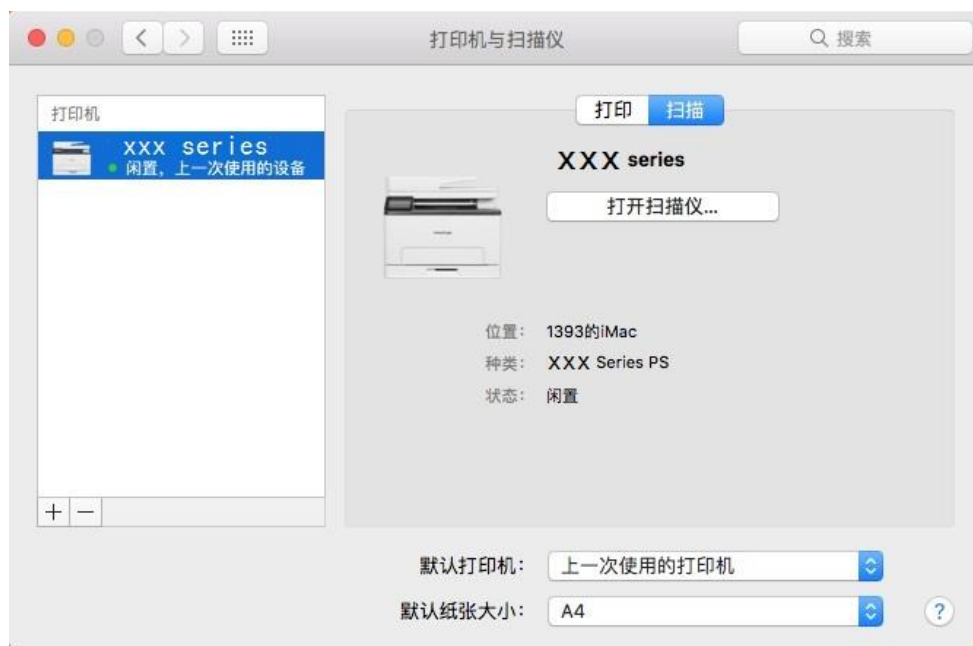 打印机与扫描仪
搜索
打印机
xxx series
闲置，上一次使用的设备
打印 扫描
XXX series
打开扫描仪...
位置： 1393的iMac
种类： XXX Series PS
状态： 闲置
+ −
默认打印机： 上一次使用的打印机
默认纸张大小： A4
?